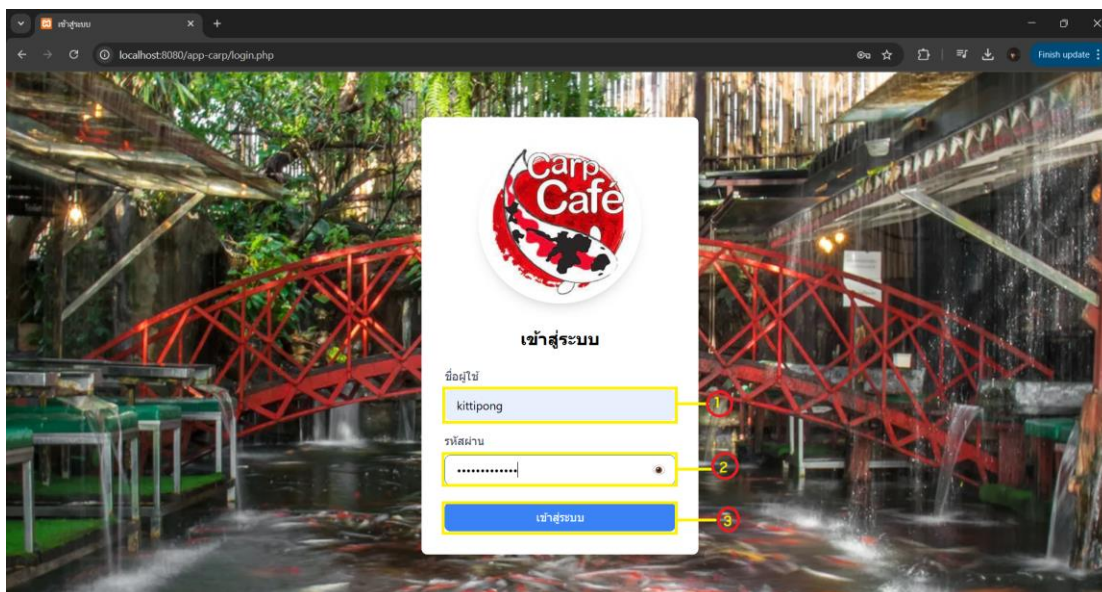 เข้าสู่ระบบ
localhost:8080/app-carp/login.php
Finish update
Carp
Café
เข้าสู่ระบบ
ชื่อผู้ใช้
kittipong
1
รหัสผ่าน
•••••••••••••
2
เข้าสู่ระบบ
3